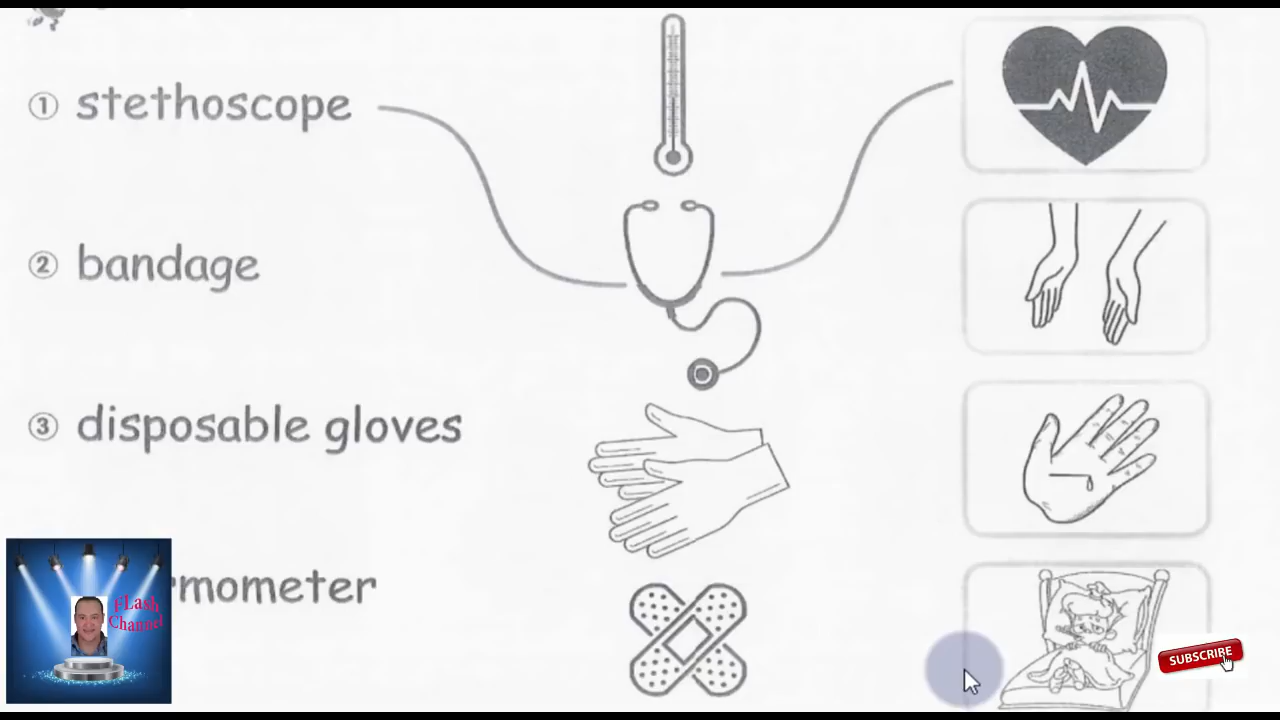 ① stethoscope
② bandage
③ disposable gloves
rmometer
FLash
Channel
SUBSCRIBE